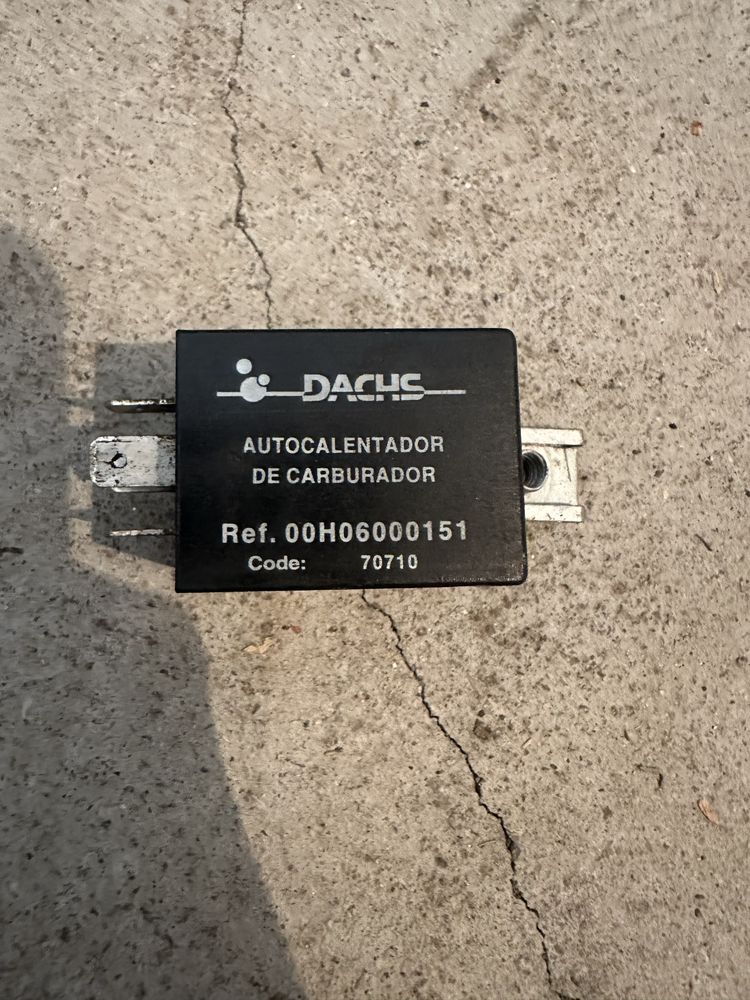 DACHS
AUTOCALENTADOR
DE CARBURADOR
Ref. 00H06000151
Code: 70710